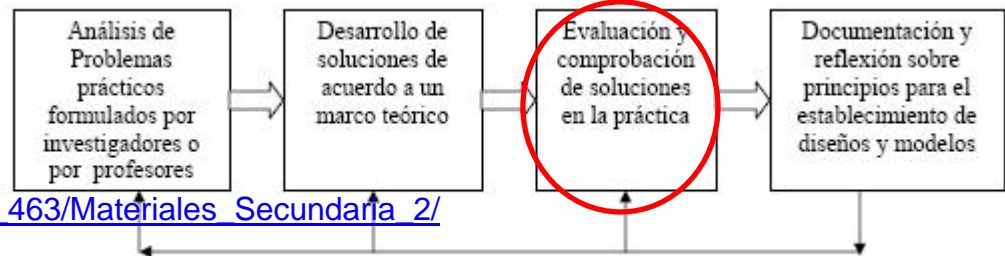 Análisis de
Problemas
prácticos
formulados por
investigadores o
por profesores
Desarrollo de
soluciones de
acuerdo a un
marco teórico
Evaluación y
comprobación
de soluciones
en la práctica
Documentación y
reflexión sobre
principios para el
establecimiento de
diseños y modelos
_463/Materiales_Secundaria_2/